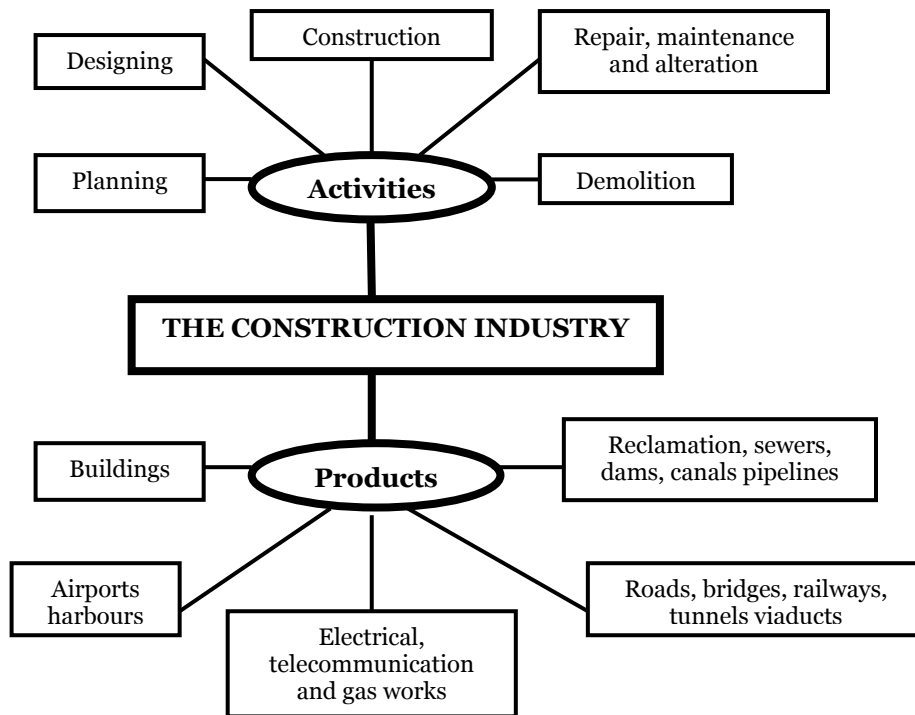 Construction
Repair, maintenance
and alteration
Designing
Planning
Activities
Demolition
THE CONSTRUCTION INDUSTRY
Buildings
Products
Reclamation, sewers,
dams, canals pipelines
Airports
harbours
Electrical,
telecommunication
and gas works
Roads, bridges, railways,
tunnels viaducts